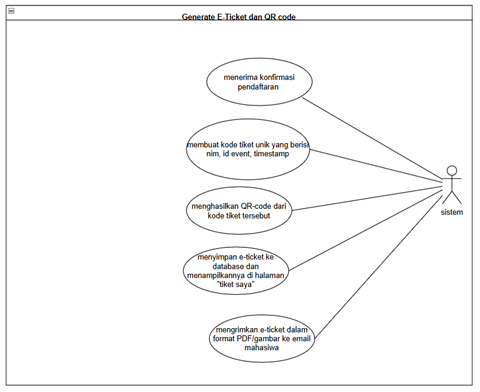 Generate E-Ticket dan QR code
menerima konfirmasi
pendaftaran
membuat kode tiket unik yang berisi
nim, id event, timestamp
menghasilkan QR-code dari
kode tiket tersebut
menyimpan e-ticket ke
database dan
menampilkannya di halaman
"tiket saya"
mengrimkan e-ticket dalam
format PDF/gambar ke email
mahasiwa
sistem